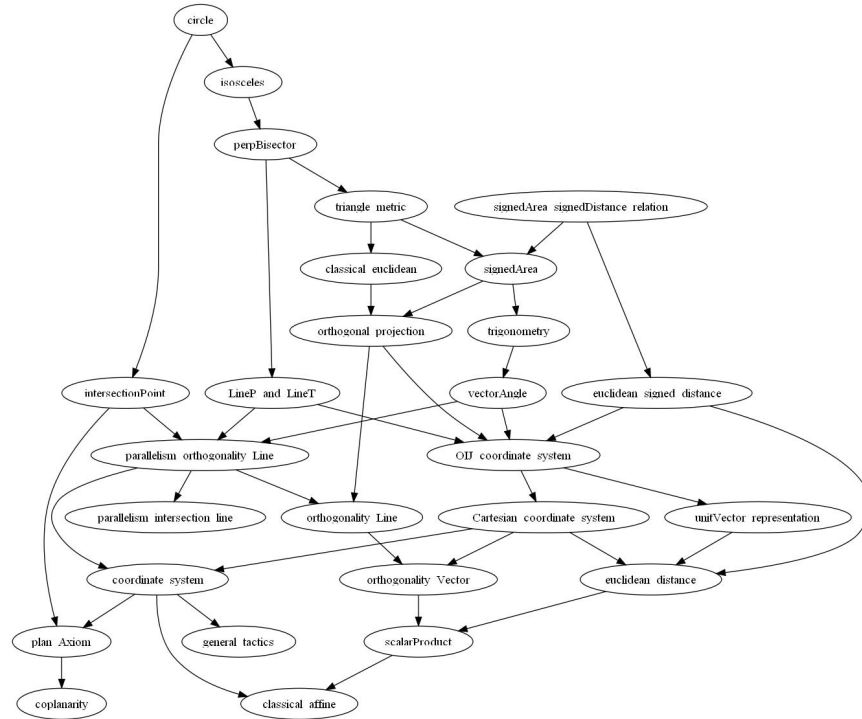 circle
isosceles
perpBisector
triangle metric
signedArea signedDistance relation
classical euclidean
signedArea
orthogonal projection
trigonometry
intersectionPoint
LineP and LineT
vectorAngle
euclidean signed distance
parallelism orthogonality Line
OIJ coordinate system
parallelism intersection line
orthogonality Line
Cartesian coordinate system
unitVector representation
coordinate system
orthogonality Vector
euclidean distance
plan Axiom
general tactics
scalarProduct
coplanarity
classical affine